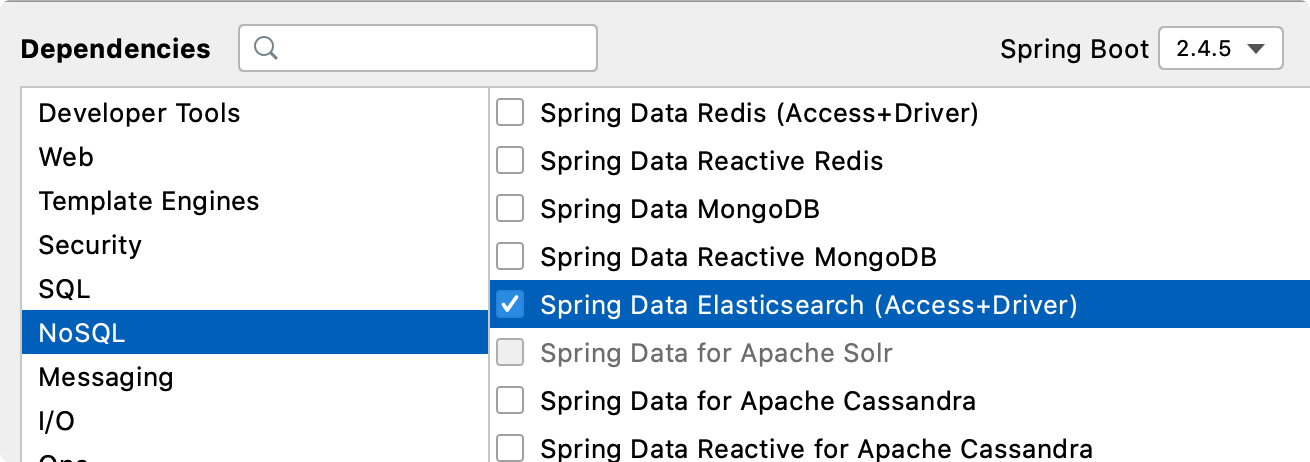 Dependencies
Spring Boot 2.4.5
Developer Tools
Web
Template Engines
Security
SQL
NoSQL
Messaging
I/O
Spring Data Redis (Access+Driver)
Spring Data Reactive Redis
Spring Data MongoDB
Spring Data Reactive MongoDB
Spring Data Elasticsearch (Access+Driver)
Spring Data for Apache Solr
Spring Data for Apache Cassandra
Spring Data Reactive for Apache Cassandra